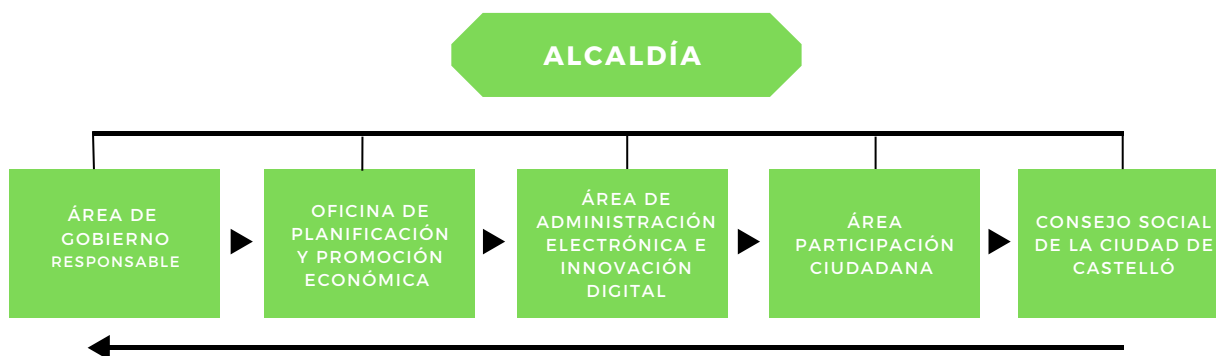 ALCALDÍA
ÁREA DE
GOBIERNO
RESPONSABLE
OFICINA DE
PLANIFICACIÓN
Y PROMOCIÓN
ECONÓMICA
ÁREA DE
ADMINISTRACIÓN
ELECTRÓNICA E
INNOVACIÓN
DIGITAL
ÁREA
PARTICIPACIÓN
CIUDADANA
CONSEJO SOCIAL
DE LA CIUDAD DE
CASTELLÓ